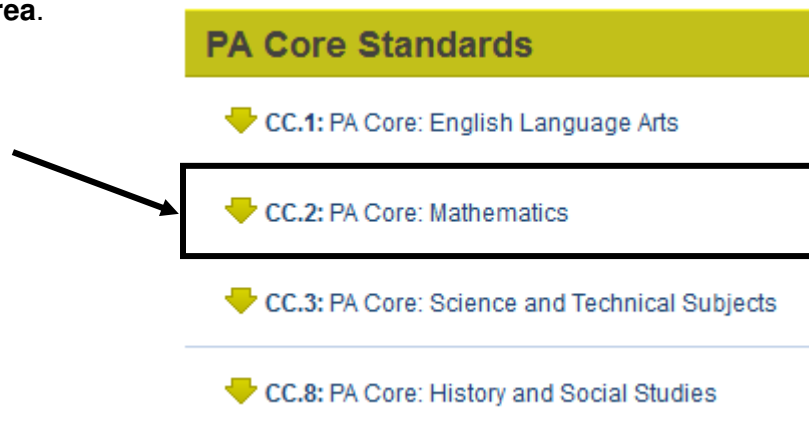 PA Core Standards
CC.1: PA Core: English Language Arts
CC.2: PA Core: Mathematics
CC.3: PA Core: Science and Technical Subjects
CC.8: PA Core: History and Social Studies